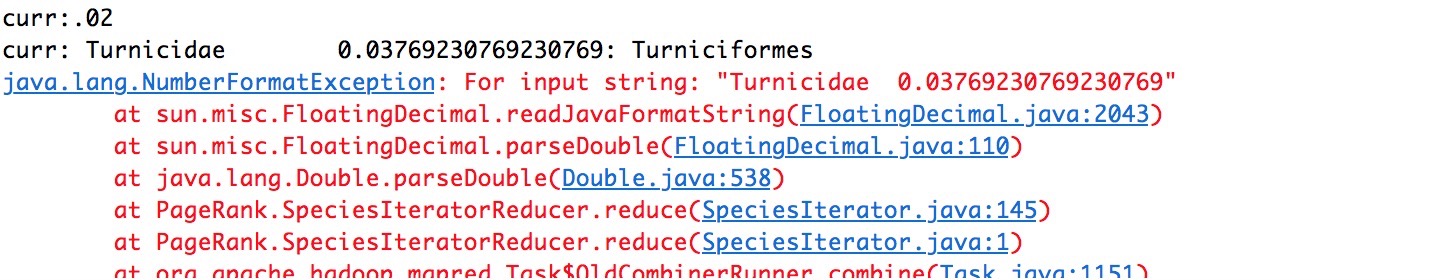 curr:.02
curr: Turnicidae        0.03769230769230769: Turniciformes
java.lang.NumberFormatException: For input string: "Turnicidae  0.03769230769230769"
        at sun.misc.FloatingDecimal.readJavaFormatString(FloatingDecimal.java:2043)
        at sun.misc.FloatingDecimal.parseDouble(FloatingDecimal.java:110)
        at java.lang.Double.parseDouble(Double.java:538)
        at PageRank.SpeciesIteratorReducer.reduce(SpeciesIterator.java:145)
        at PageRank.SpeciesIteratorReducer.reduce(SpeciesIterator.java:1)
        at org.apache.hadoop.mapred.Task$OldCombinerRunner.combine(Task.java:1151)